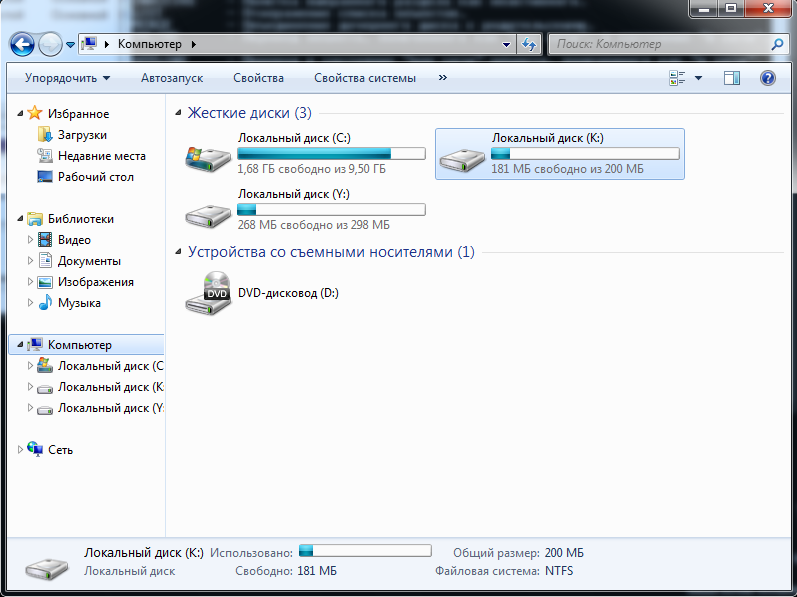 Компьютер
Поиск: Компьютер
Упорядочить
Автозапуск
Свойства
Свойства системы
»
Избранное
Загрузки
Недавние места
Рабочий стол
Библиотеки
Видео
Документы
Изображения
Музыка
Компьютер
Локальный диск (C
Локальный диск (K:
Локальный диск (Y:
Сеть
Жесткие диски (3)
Локальный диск (C:)
1,68 ГБ свободно из 9,50 ГБ
Локальный диск (K:)
181 МБ свободно из 200 МБ
Локальный диск (Y:)
268 МБ свободно из 298 МБ
Устройства со съемными носителями (1)
DVD
DVD-дисковод (D:)
Локальный диск (K:) Использовано: Общий размер: 200 МБ
Локальный диск Свободно: 181 МБ Файловая система: NTFS